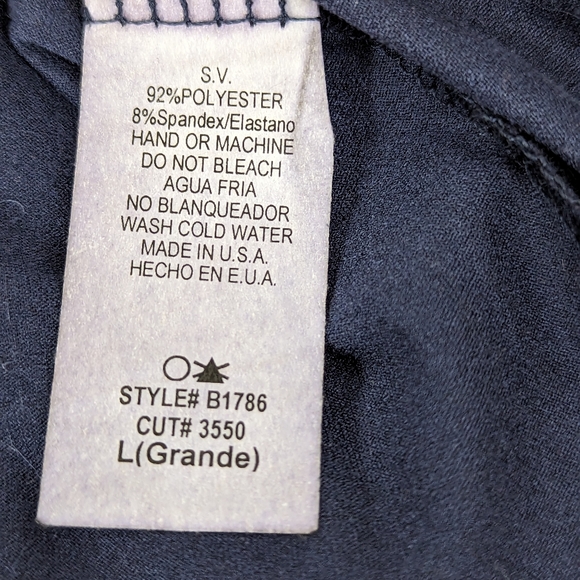 S.V.
92%POLYESTER
8%Spandex/Elastano
HAND OR MACHINE
DO NOT BLEACH
AGUA FRIA
NO BLANQUEADOR
WASH COLD WATER
MADE IN U.S.A.
HECHO EN E.U.A.
STYLE# B1786
CUT# 3550
L(Grande)